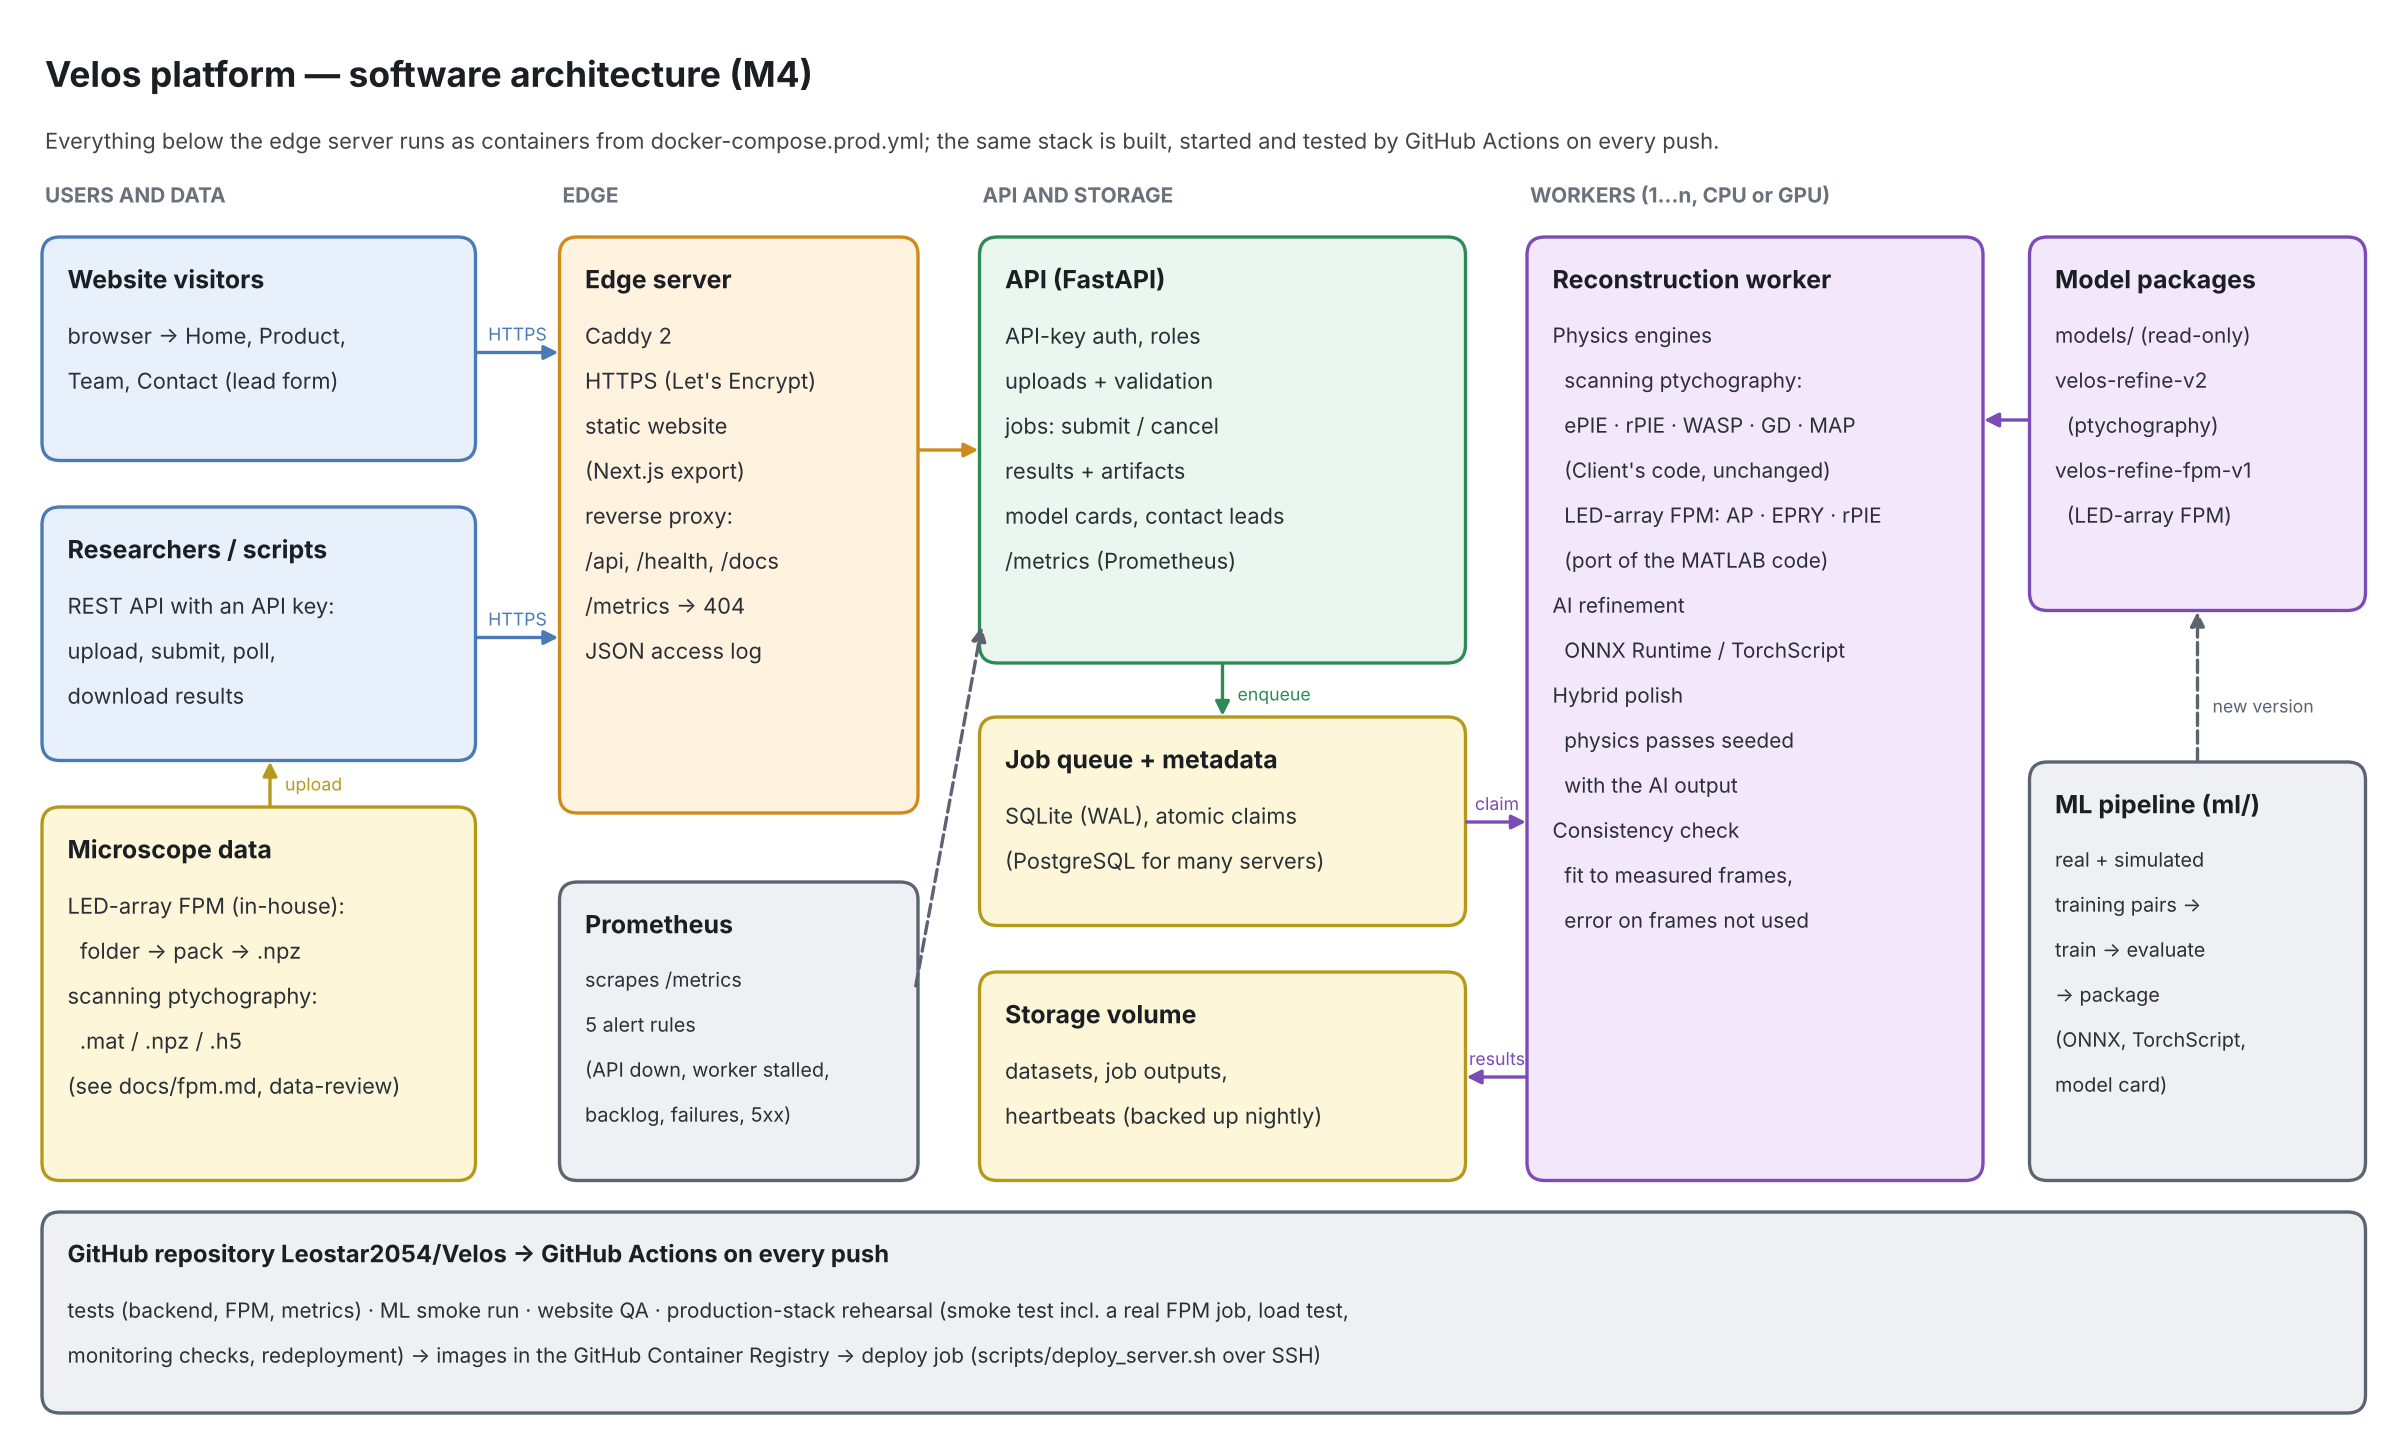 Velos platform — software architecture (M4)
Everything below the edge server runs as containers from docker-compose.prod.yml; the same stack is built, started and tested by GitHub Actions on every push.
USERS AND DATA
Website visitors
browser → Home, Product,
Team, Contact (lead form)
HTTPS
Researchers / scripts
REST API with an API key:
upload, submit, poll,
download results
HTTPS
upload
Microscope data
LED-array FPM (in-house):
folder → pack → .npz
scanning ptychography:
.mat / .npz / .h5
(see docs/fpm.md, data-review)
EDGE
Edge server
Caddy 2
HTTPS (Let's Encrypt)
static website
(Next.js export)
reverse proxy:
/api, /health, /docs
/metrics → 404
JSON access log
Prometheus
scrapes /metrics
5 alert rules
(API down, worker stalled,
backlog, failures, 5xx)
API AND STORAGE
API (FastAPI)
API-key auth, roles
uploads + validation
jobs: submit / cancel
results + artifacts
model cards, contact leads
/metrics (Prometheus)
enqueue
Job queue + metadata
SQLite (WAL), atomic claims
(PostgreSQL for many servers)
claim
Storage volume
datasets, job outputs,
heartbeats (backed up nightly)
results
WORKERS (1…n, CPU or GPU)
Reconstruction worker
Physics engines
scanning ptychography:
ePIE · rPIE · WASP · GD · MAP
(Client's code, unchanged)
LED-array FPM: AP · EPRY · rPIE
(port of the MATLAB code)
AI refinement
ONNX Runtime / TorchScript
Hybrid polish
physics passes seeded
with the AI output
Consistency check
fit to measured frames,
error on frames not used
Model packages
models/ (read-only)
velos-refine-v2
(ptychography)
velos-refine-fpm-v1
(LED-array FPM)
new version
ML pipeline (ml/)
real + simulated
training pairs →
train → evaluate
→ package
(ONNX, TorchScript,
model card)
GitHub repository Leostar2054/Velos → GitHub Actions on every push
tests (backend, FPM, metrics) · ML smoke run · website QA · production-stack rehearsal (smoke test incl. a real FPM job, load test,
monitoring checks, redeployment) → images in the GitHub Container Registry → deploy job (scripts/deploy_server.sh over SSH)